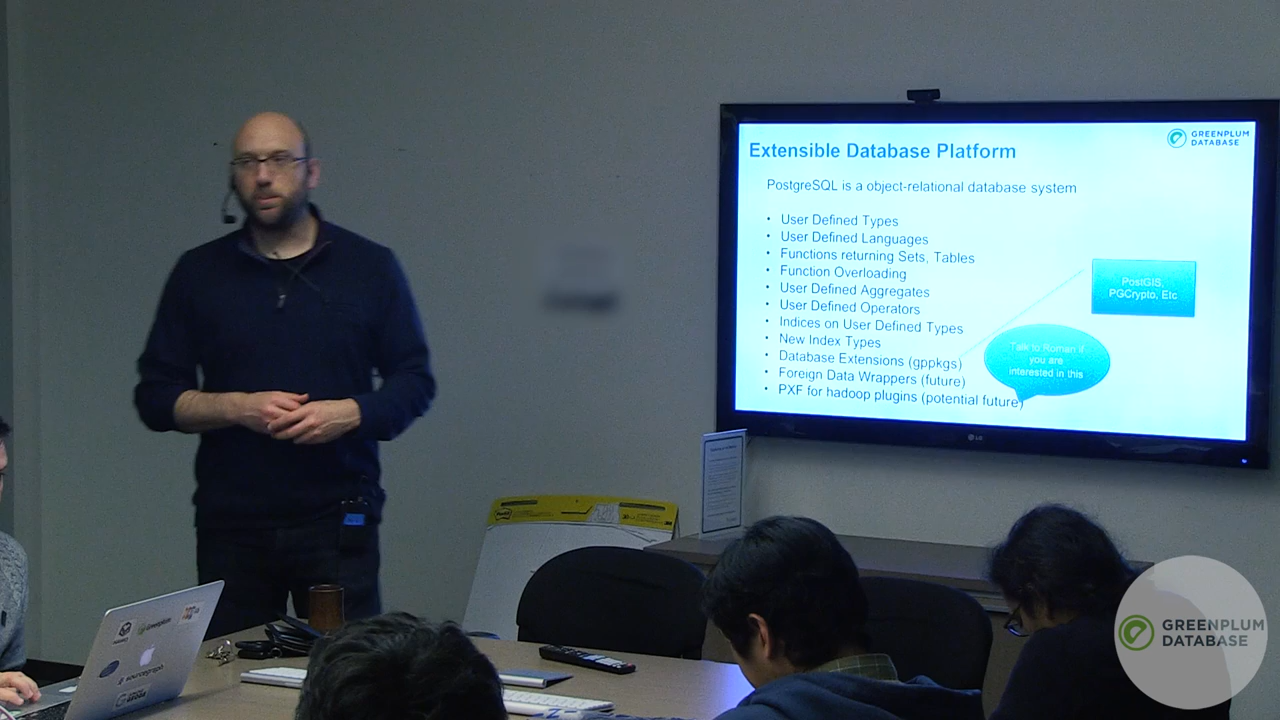 GREENPLUM
DATABASE
Extensible Database Platform
PostgreSQL is a object-relational database system
• User Defined Types
• User Defined Languages
• Functions returning Sets, Tables
• Function Overloading
• User Defined Aggregates
• User Defined Operators
• Indices on User Defined Types
• New Index Types
• Database Extensions (gppkgs)
• Foreign Data Wrappers (future)
• PXF for hadoop plugins (potential future)
PostGIS,
PGCrypto, Etc
Talk to Roman if
you are
interested in this
LG
Greenplum
sourcegraph
GREENPLUM
DATABASE